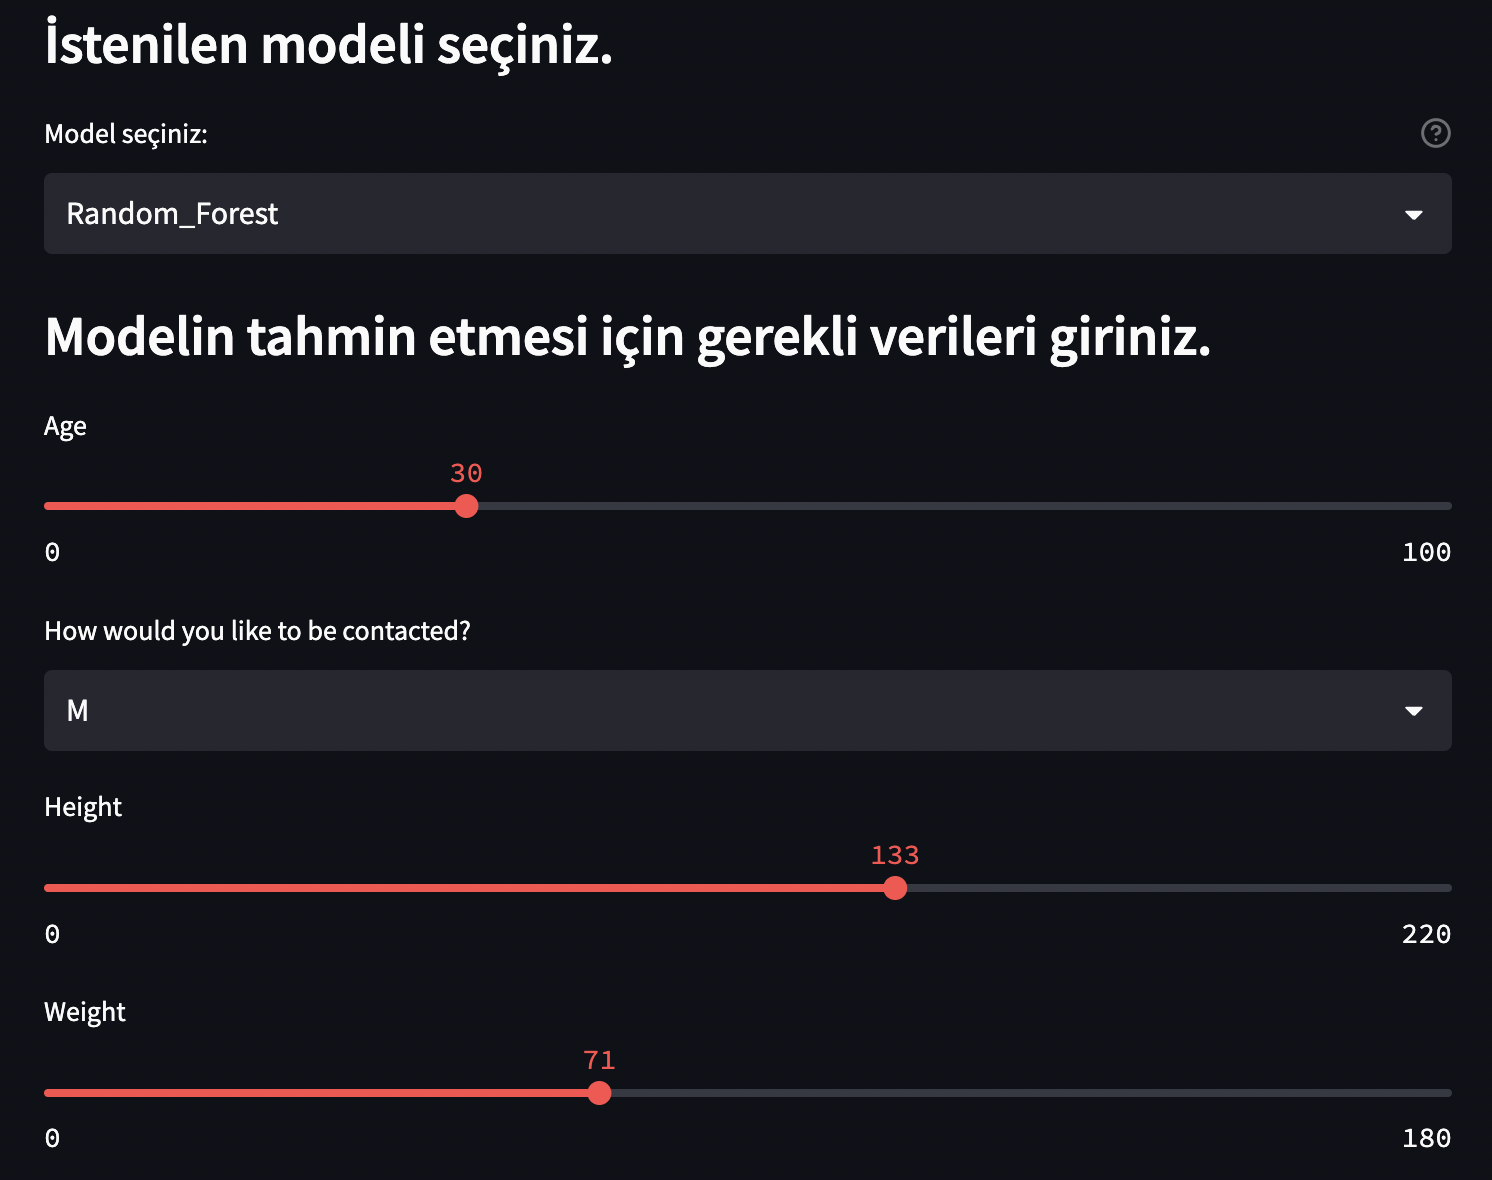 İstenilen modeli seçiniz.
Model seçiniz:
Random_Forest
Modelin tahmin etmesi için gerekli verileri giriniz.
Age
30
0 100
How would you like to be contacted?
M
Height
133
0 220
Weight
71
0 180